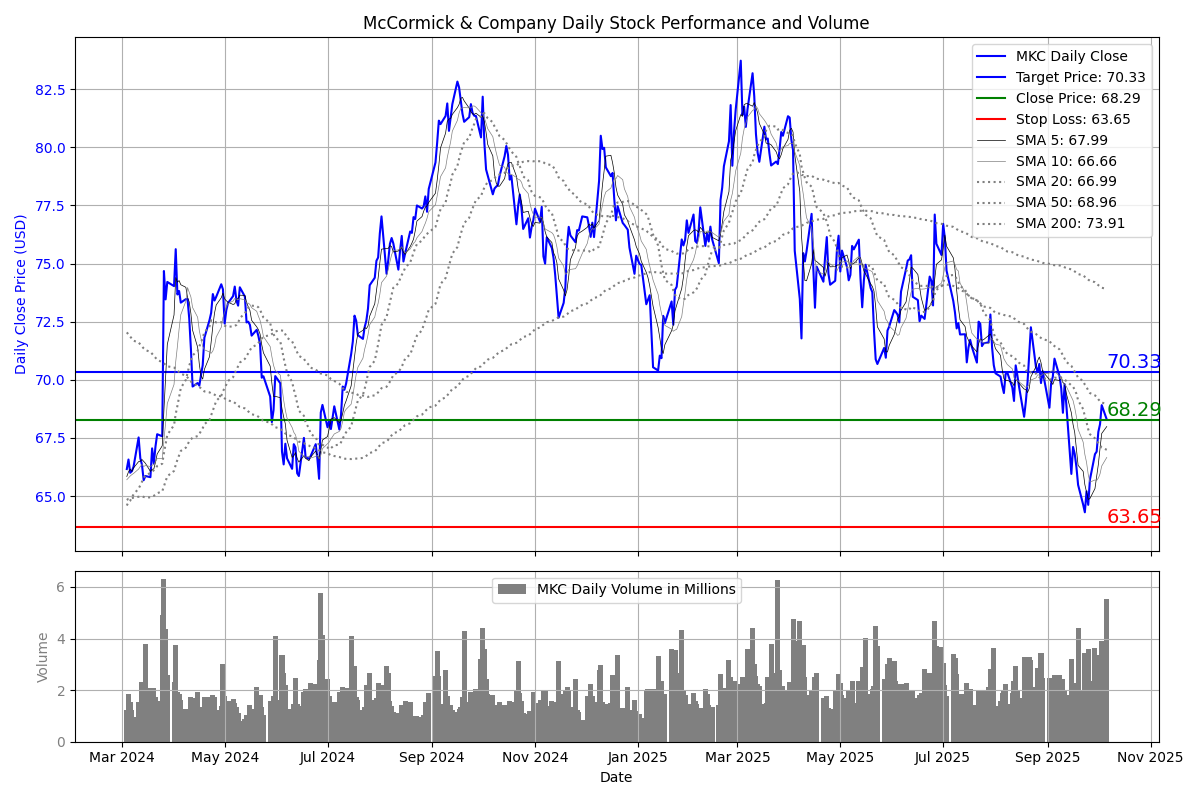 McCormick & Company Daily Stock Performance and Volume
Daily Close Price (USD)
82.5
80.0
77.5
75.0
72.5
70.0
67.5
65.0
MKC Daily Close
Target Price: 70.33
Close Price: 68.29
Stop Loss: 63.65
SMA 5: 67.99
SMA 10: 66.66
SMA 20: 66.99
SMA 50: 68.96
SMA 200: 73.91
70.33
68.29
63.65
Volume
6
4
2
0
MKC Daily Volume in Millions
Mar 2024 May 2024 Jul 2024 Sep 2024 Nov 2024 Jan 2025 Mar 2025 May 2025 Jul 2025 Sep 2025 Nov 2025
Date